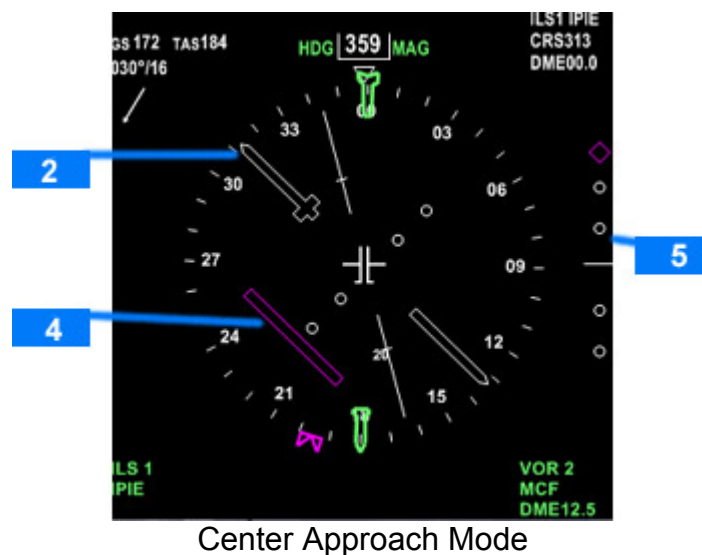 GS 172 TAS184
HDG 359 MAG
ILS1 IPIE
CRS313
DME00.0
030°/16
33
03
2
30
06
27
09
5
4
24
20
12
21
15
ILS 1
IPIE
VOR 2
MCF
DME12.5
Center Approach Mode